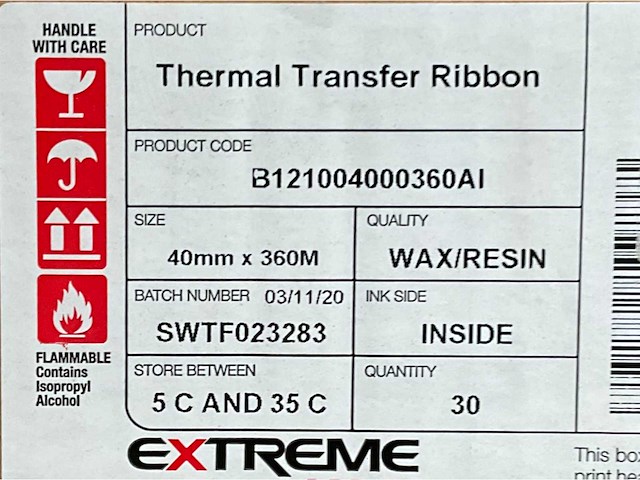 HANDLE
WITH CARE
PRODUCT
Thermal Transfer Ribbon
PRODUCT CODE
B121004000360AI
SIZE
40mm x 360M
QUALITY
WAX/RESIN
BATCH NUMBER 03/11/20
SWTF023283
INK SIDE
INSIDE
FLAMMABLE
Contains
Isopropyl
Alcohol
STORE BETWEEN
5 C AND 35 C
QUANTITY
30
EXTREME
This box
print hea